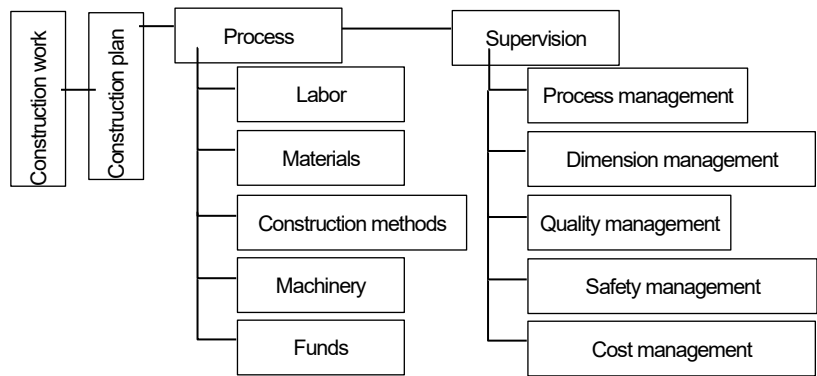 Construction work
Construction plan
Process
Labor
Materials
Construction methods
Machinery
Funds
Supervision
Process management
Dimension management
Quality management
Safety management
Cost management